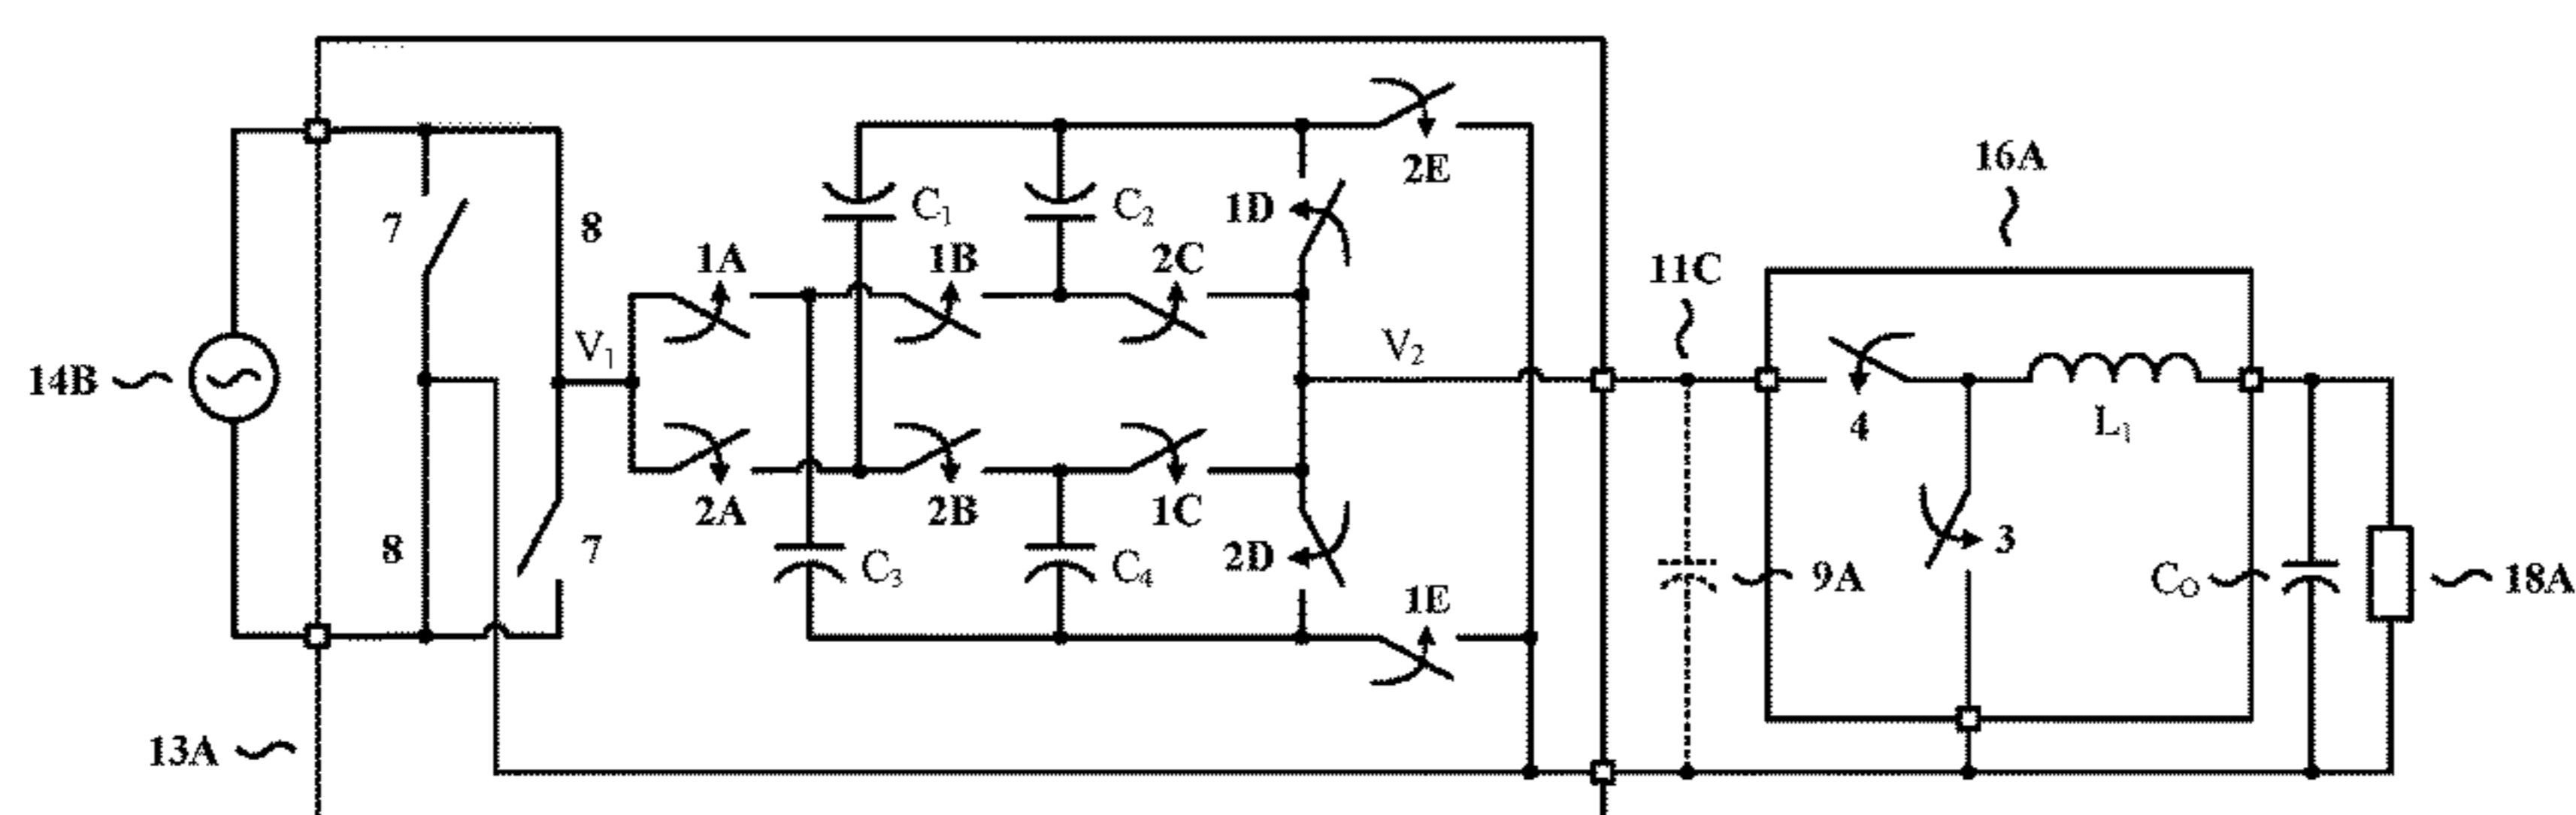 16A
2E
7
8
C₁
C₂
1D
1A
1B
2C
11C
V₁
V₂
14B
4
L₁
2A
2B
1C
8
7
C₃
C₄
2D
3
1E
9A
C₀
18A
13A